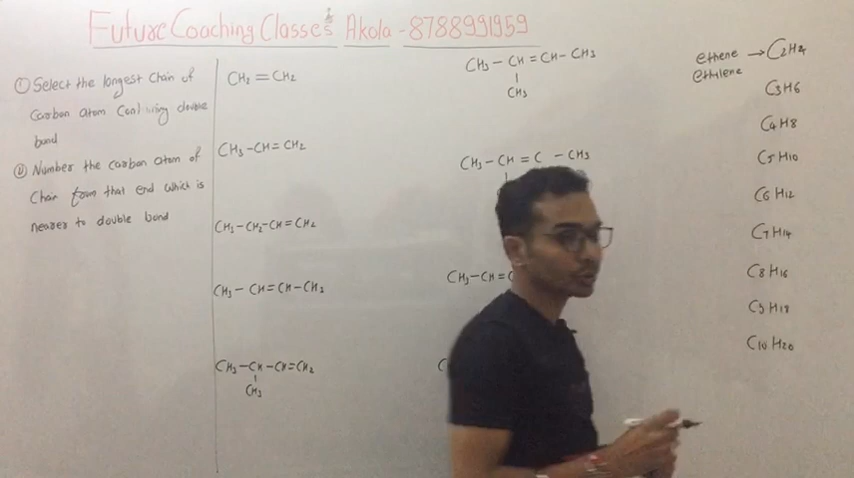 Future Coaching Classes Akola - 8788991959
① Select the longest chain of
Carbon atom Containing double
bond
② Number the carbon atom of
Chain from that end which is
nearer to double bond
CH2 = CH2
CH3 - CH = CH2
CH3 - CH2 - CH = CH2
CH3 - CH = CH - CH3
CH3 - CH - CH = CH2
CH3
CH3 - CH = CH - CH3
CH3
CH3 - CH = C - CH3
CH3 - CH =
ethene → C2H4
ethylene
C3H6
C4H8
C5H10
C6H12
C7H14
C8H16
C9H18
C10H20